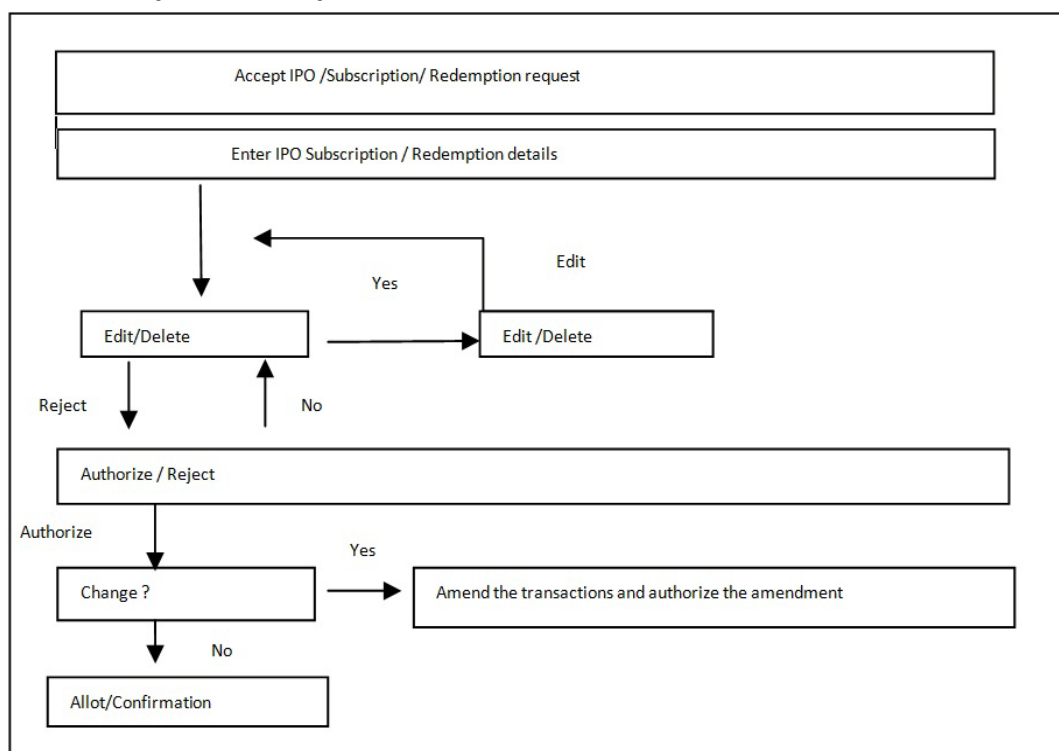 Accept IPO /Subscription/ Redemption request
Enter IPO Subscription / Redemption details
Edit
Yes
Edit/Delete
Edit /Delete
Reject
No
Authorize / Reject
Authorize
Yes
Change ?
Amend the transactions and authorize the amendment
No
Allot/Confirmation